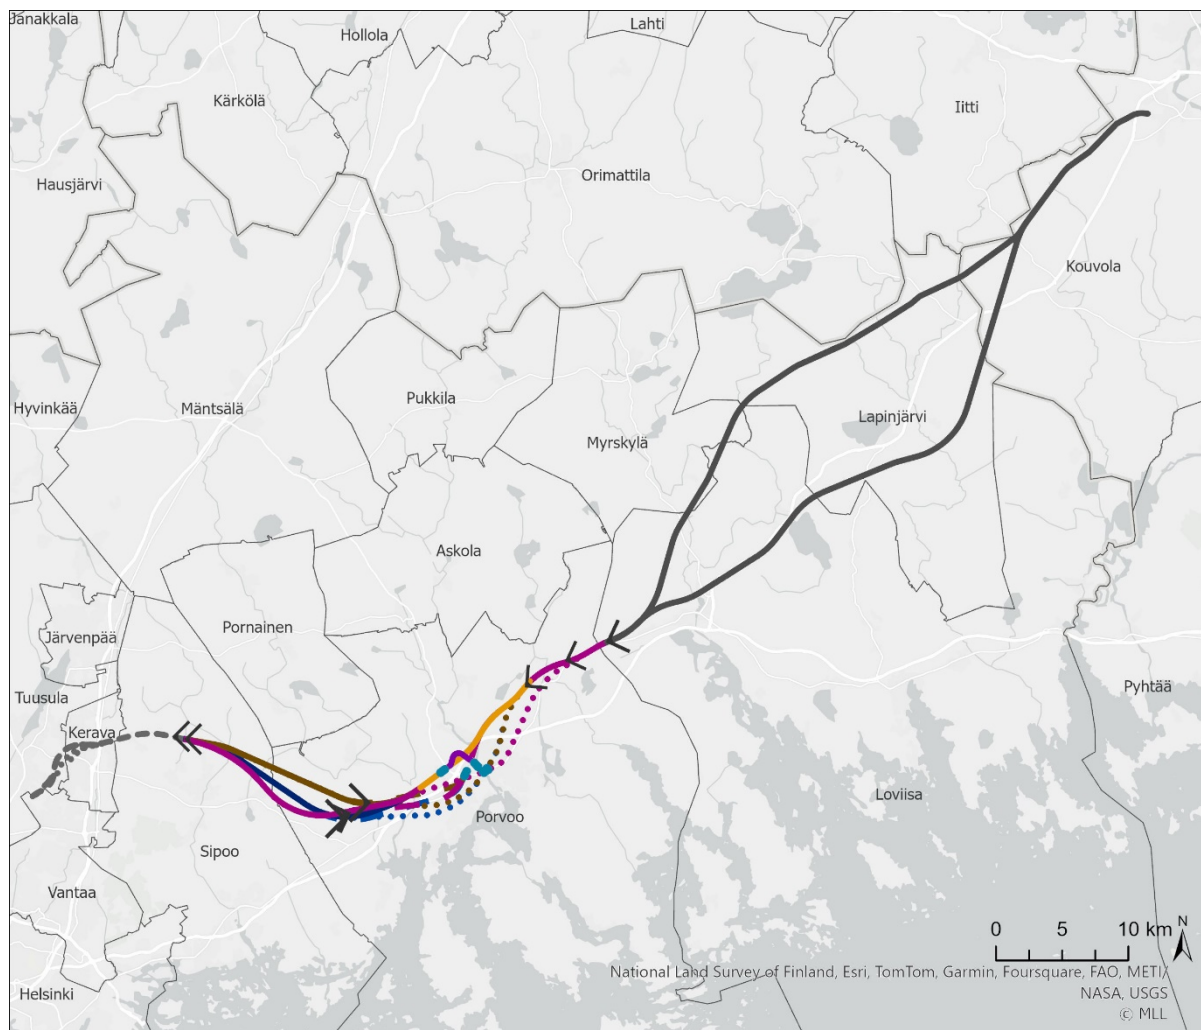 Janakkala
Hollola
Lahti
Kärkölä
Iitti
Hausjärvi
Orimattila
Kouvola
Hyvinkää
Mäntsälä
Pukkila
Lapinjärvi
Myrskylä
Askola
Järvenpää
Pornainen
Tuusula
Pyhtää
Kerava
Loviisa
Porvoo
Sipoo
Vantaa
0 5 10 km
N
National Land Survey of Finland, Esri, TomTom, Garmin, Foursquare, FAO, METI/
NASA, USGS
© MLL
Helsinki